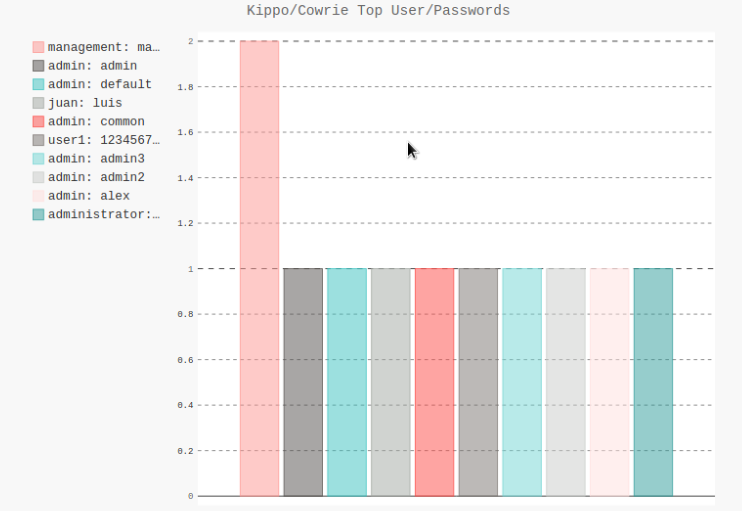 Kippo/Cowrie Top User/Passwords
management: ma…
admin: admin
admin: default
juan: luis
admin: common
user1: 1234567…
admin: admin3
admin: admin2
admin: alex
administrator:…
2
1.8
1.6
1.4
1.2
1
0.8
0.6
0.4
0.2
0